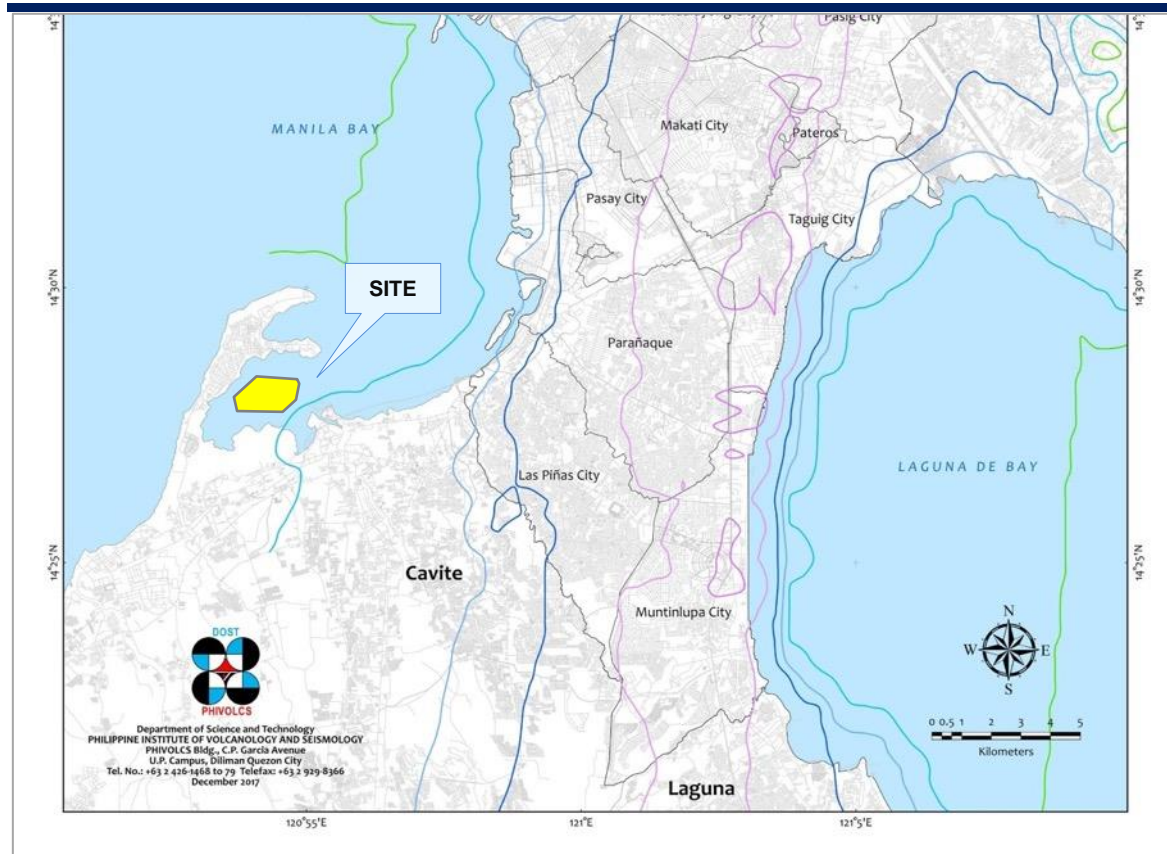 Pasig City
14°30'N
14°25'N
MANILA BAY
Makati City
Pateros
Pasay City
Taguig City
SITE
Parañaque
LAGUNA DE BAY
Las Piñas City
Cavite
Muntinlupa City
N
W E
S
DOST
PHIVOLCS
Department of Science and Technology
PHILIPPINE INSTITUTE OF VOLCANOLOGY AND SEISMOLOGY
PHIVOLCS Bldg., C.P. Garcia Avenue
U.P. Campus, Diliman Quezon City
Tel. No.: +63 2 426-1468 to 79 Telefax: +63 2 929-8366
December 2017
0 0.5 1 2 3 4 5
Kilometers
Laguna
14°30'N
14°25'N
120°55'E
121°E
121°5'E